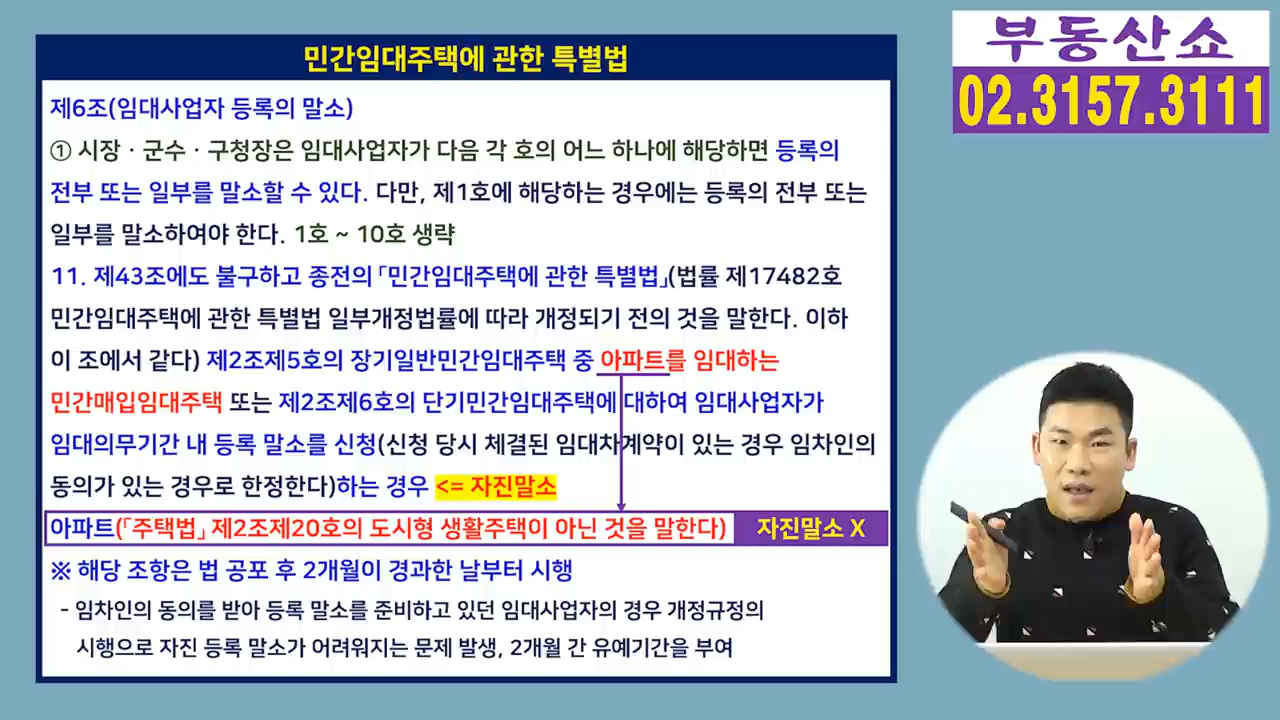 부동산쇼
02.3157.3111
민간임대주택에 관한 특별법
제6조(임대사업자 등록의 말소)
① 시장 · 군수 · 구청장은 임대사업자가 다음 각 호의 어느 하나에 해당하면 등록의
전부 또는 일부를 말소할 수 있다. 다만, 제1호에 해당하는 경우에는 등록의 전부 또는
일부를 말소하여야 한다. 1호 ~ 10호 생략
11. 제43조에도 불구하고 종전의 ｢민간임대주택에 관한 특별법｣(법률 제17482호
민간임대주택에 관한 특별법 일부개정법률에 따라 개정되기 전의 것을 말한다. 이하
이 조에서 같다) 제2조제5호의 장기일반민간임대주택 중 아파트를 임대하는
민간매입임대주택 또는 제2조제6호의 단기민간임대주택에 대하여 임대사업자가
임대의무기간 내 등록 말소를 신청(신청 당시 체결된 임대차계약이 있는 경우 임차인의
동의가 있는 경우로 한정한다)하는 경우 <= 자진말소
아파트(｢주택법｣ 제2조제20호의 도시형 생활주택이 아닌 것을 말한다) 자진말소 X
※ 해당 조항은 법 공포 후 2개월이 경과한 날부터 시행
- 임차인의 동의를 받아 등록 말소를 준비하고 있던 임대사업자의 경우 개정규정의
시행으로 자진 등록 말소가 어려워지는 문제 발생, 2개월 간 유예기간을 부여